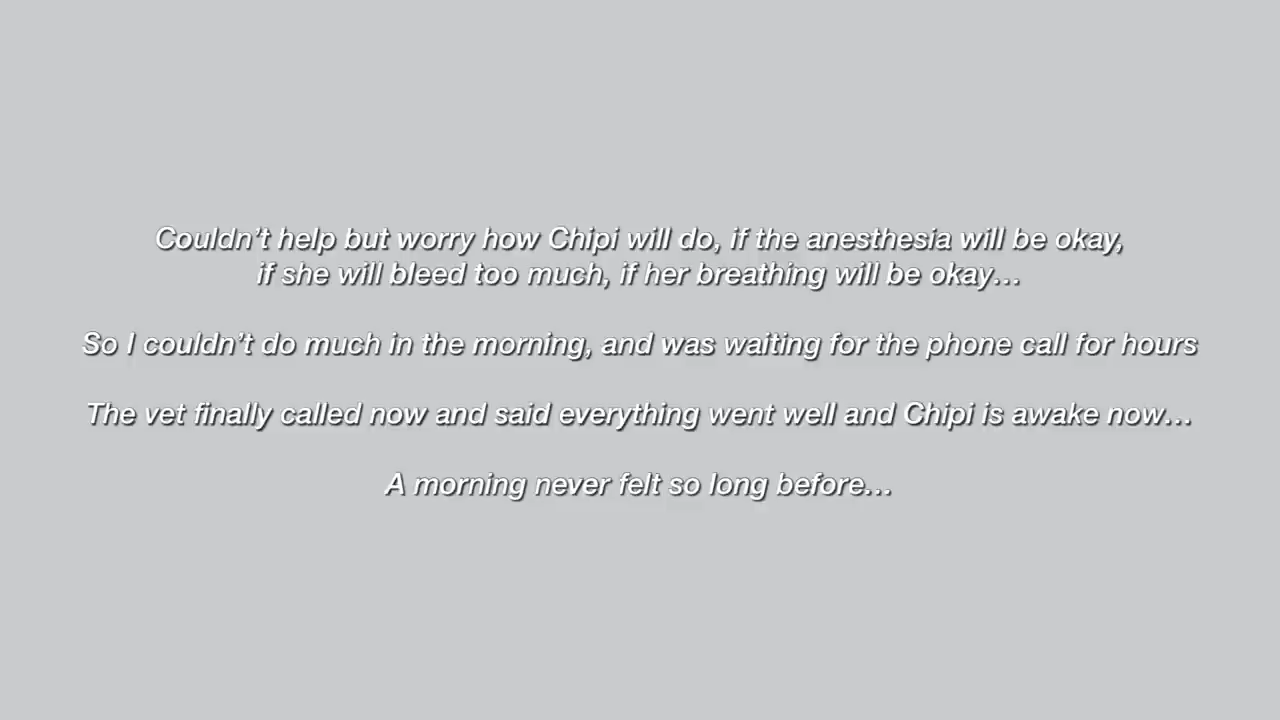 Couldn’t help but worry how Chipi will do, if the anesthesia will be okay,
if she will bleed too much, if her breathing will be okay…
So I couldn’t do much in the morning, and was waiting for the phone call for hours
The vet finally called now and said everything went well and Chipi is awake now…
A morning never felt so long before…